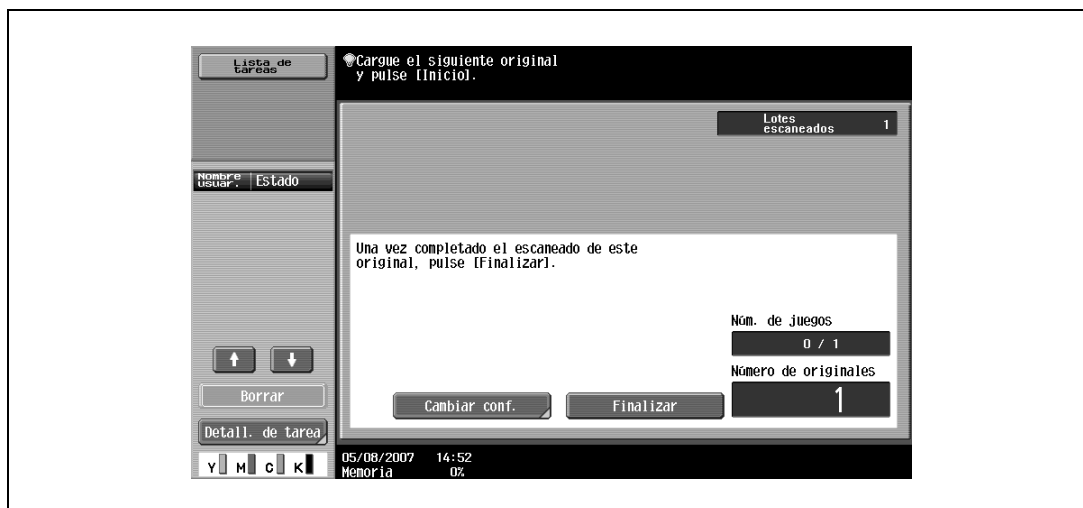 Lista de
tareas
Cargue el siguiente original
y pulse [Inicio].
Lotes
escaneados 1
Nombre
usuar. Estado
Una vez completado el escaneado de este
original, pulse [Finalizar].
Núm. de juegos
0 / 1
Número de originales
1
Borrar
Cambiar conf.
Finalizar
Detall. de tarea
Y M C K
05/08/2007 14:52
Memoria 0%